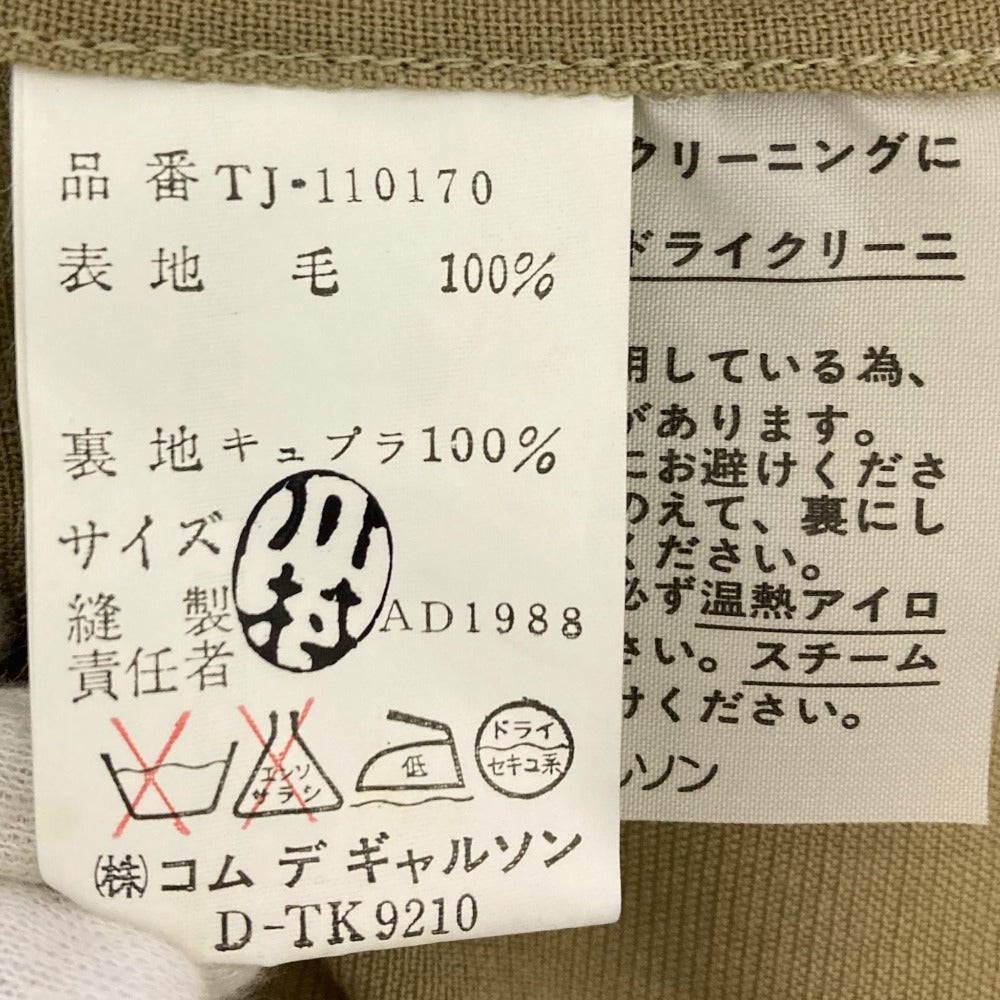 品番 TJ・110170
表地 毛 100%
裏地 キュプラ 100%
サイズ
川村
縫製 AD1988
責任者
エンソ
サラシ
低
ドライ
セキユ系
㈱コム デ ギャルソン
D-TK9210
クリーニングに
ドライクリーニ
用している為、
があります。
にお避けくださ
のえて、裏にし
ください。
必ず温熱アイロ
さい。スチーム
けください。
ルソン